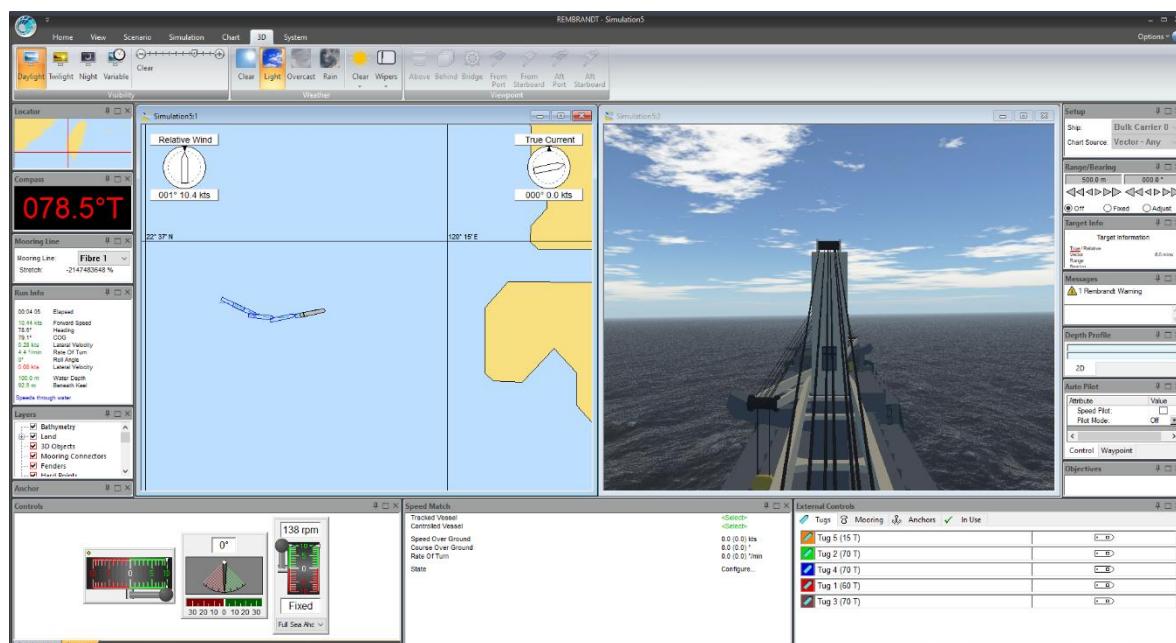 REMBRANDT - Simulation5
Home View Scenario Simulation Chart 3D System
Options
Daylight Twilight Night Variable
Clear
Visibility
Clear Light Overcast Rain Clear Wipers
Weather
Above Behind Bridge From Port From Starboard Aft Port Aft Starboard
Viewpoint
Locator
Compass
078.5°T
Mooring Line
Mooring Line: Fibre 1
Stretch: -2147483648 %
Run Info
00:04:05 Elapsed
10.44 kts Forward Speed
78.5° Heading
79.1° COG
0.28 kts Lateral Velocity
4.4 °/min Rate Of Turn
0° Roll Angle
0.08 kts Lateral Velocity
100.0 m Water Depth
92.8 m Beneath Keel
Speeds through water
Layers
Bathymetry
Land
3D Objects
Mooring Connectors
Fenders
Hard Points
Anchor
Simulation5:1
Relative Wind
001° 10.4 kts
True Current
000° 0.0 kts
22° 37' N
120° 15' E
Simulation5:2
Setup
Ship: Bulk Carrier 0
Chart Source: Vector - Any
Range/Bearing
500.0 m 000.0 °
Off Fixed Adjust
Target Info
Target Information
True / Relative
Vector 6.0 mins
Range
Messages
1 Rembrandt Warning
Depth Profile
2D
Auto Pilot
Attribute Value
Speed Pilot:
Pilot Mode: Off
Control Waypoint
Objectives
Controls
0°
30 20 10 0 10 20 30
138 rpm
Fixed
Full Sea Ahc
Speed Match
Tracked Vessel <Select>
Controlled Vessel <Select>
Speed Over Ground 0.0 (0.0) kts
Course Over Ground 0.0 (0.0) °
Rate Of Turn 0.0 (0.0) °/min
State Configure...
External Controls
Tugs Mooring Anchors In Use
Tug 5 (15 T)
Tug 2 (70 T)
Tug 4 (70 T)
Tug 1 (60 T)
Tug 3 (70 T)